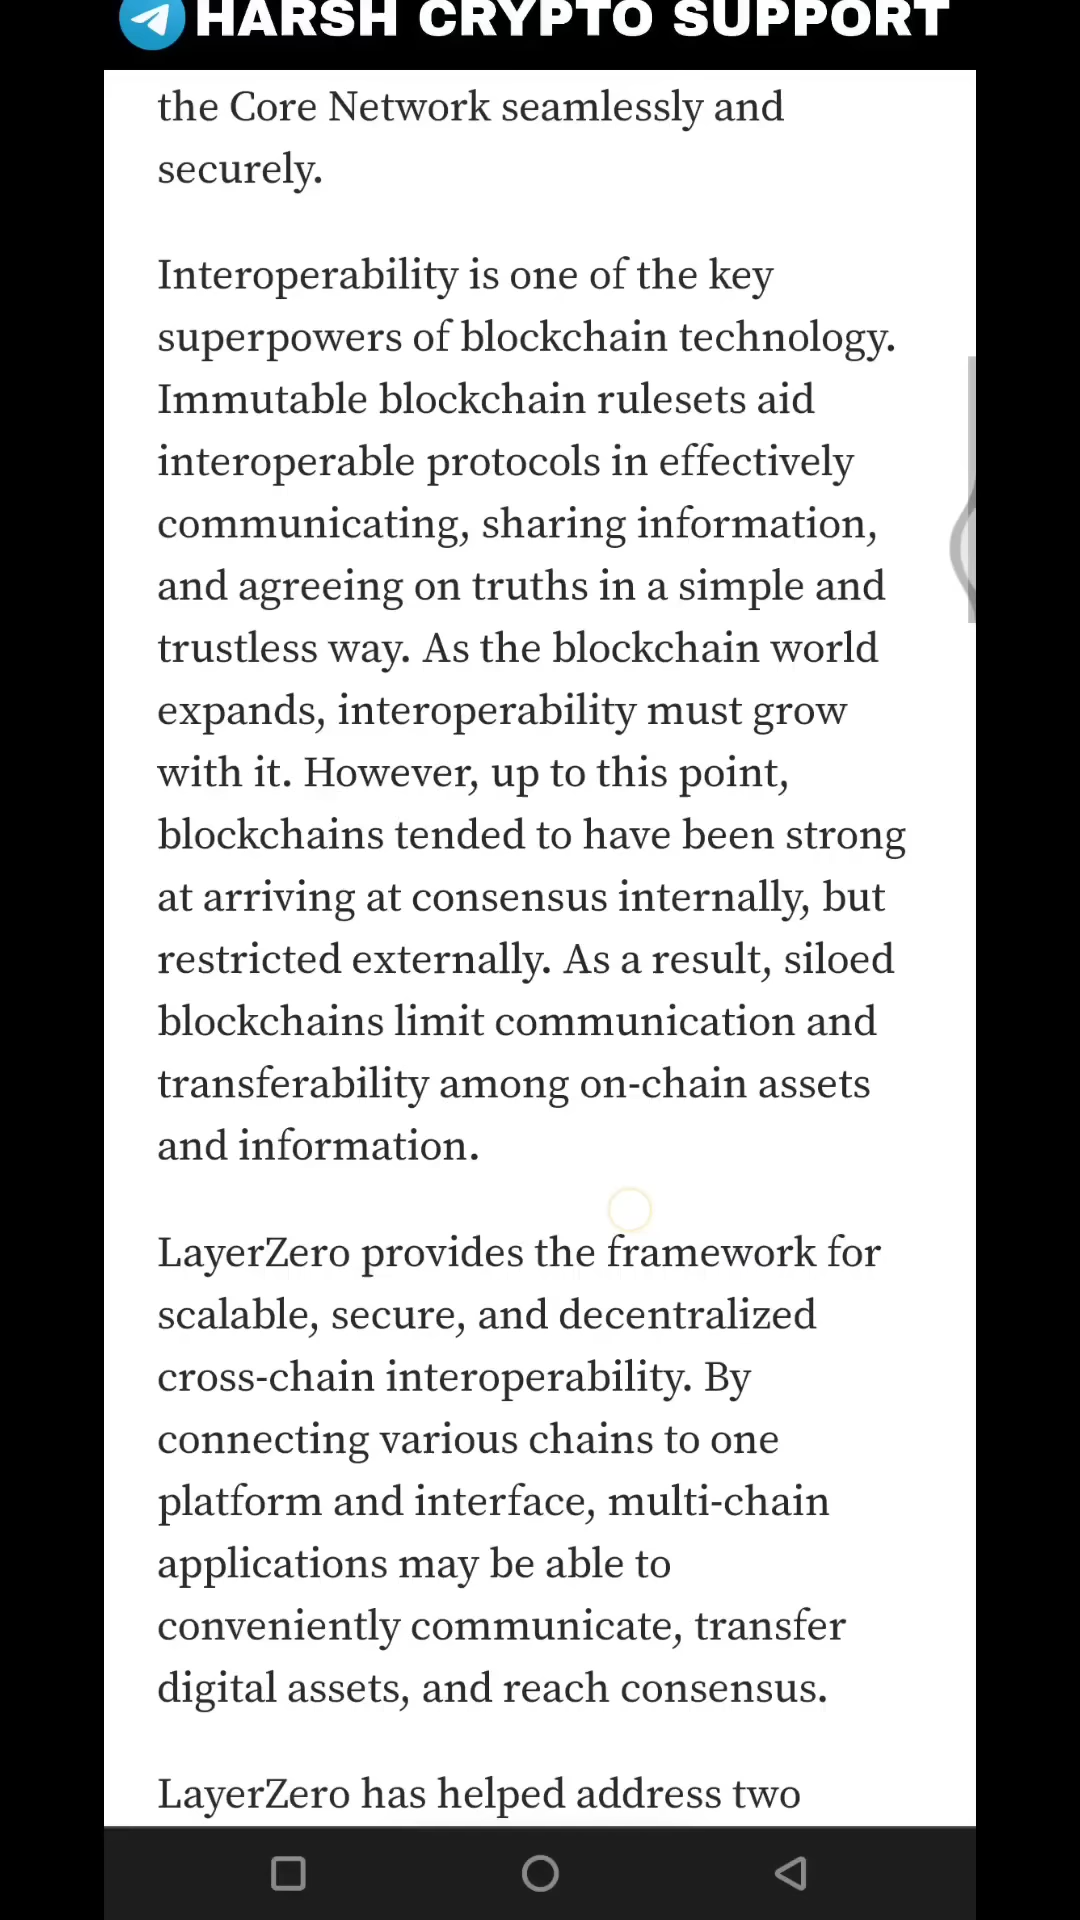 HARSH CRYPTO SUPPORT
the Core Network seamlessly and
securely.
Interoperability is one of the key
superpowers of blockchain technology.
Immutable blockchain rulesets aid
interoperable protocols in effectively
communicating, sharing information,
and agreeing on truths in a simple and
trustless way. As the blockchain world
expands, interoperability must grow
with it. However, up to this point,
blockchains tended to have been strong
at arriving at consensus internally, but
restricted externally. As a result, siloed
blockchains limit communication and
transferability among on-chain assets
and information.
LayerZero provides the framework for
scalable, secure, and decentralized
cross-chain interoperability. By
connecting various chains to one
platform and interface, multi-chain
applications may be able to
conveniently communicate, transfer
digital assets, and reach consensus.
LayerZero has helped address two